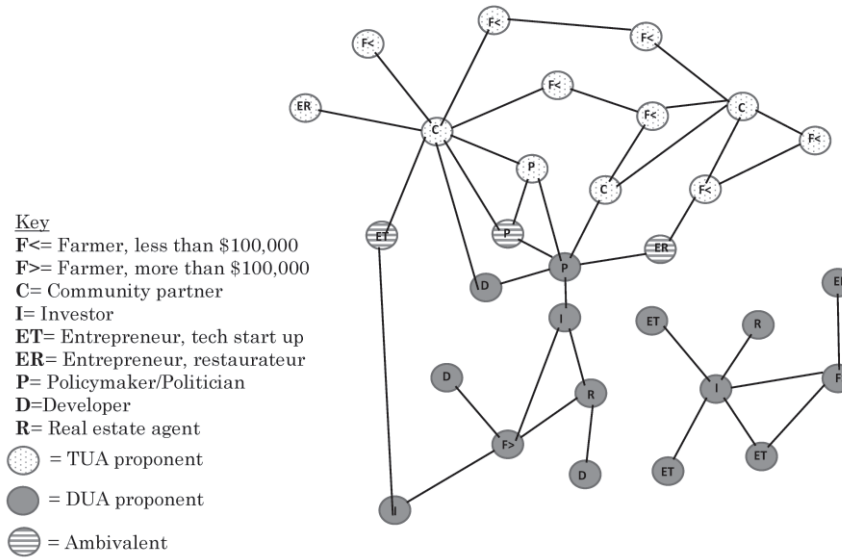 F<
F<
F<
F<
ER
F<
C
C
F<
P
C
F<
ET
P
ER
P
D
I
ET
R
D
R
I
F>
ET
D
ET
I
Key
F<= Farmer, less than $100,000
F>= Farmer, more than $100,000
C= Community partner
I= Investor
ET= Entrepreneur, tech start up
ER= Entrepreneur, restaurateur
P= Policymaker/Politician
D=Developer
R= Real estate agent
= TUA proponent
= DUA proponent
= Ambivalent